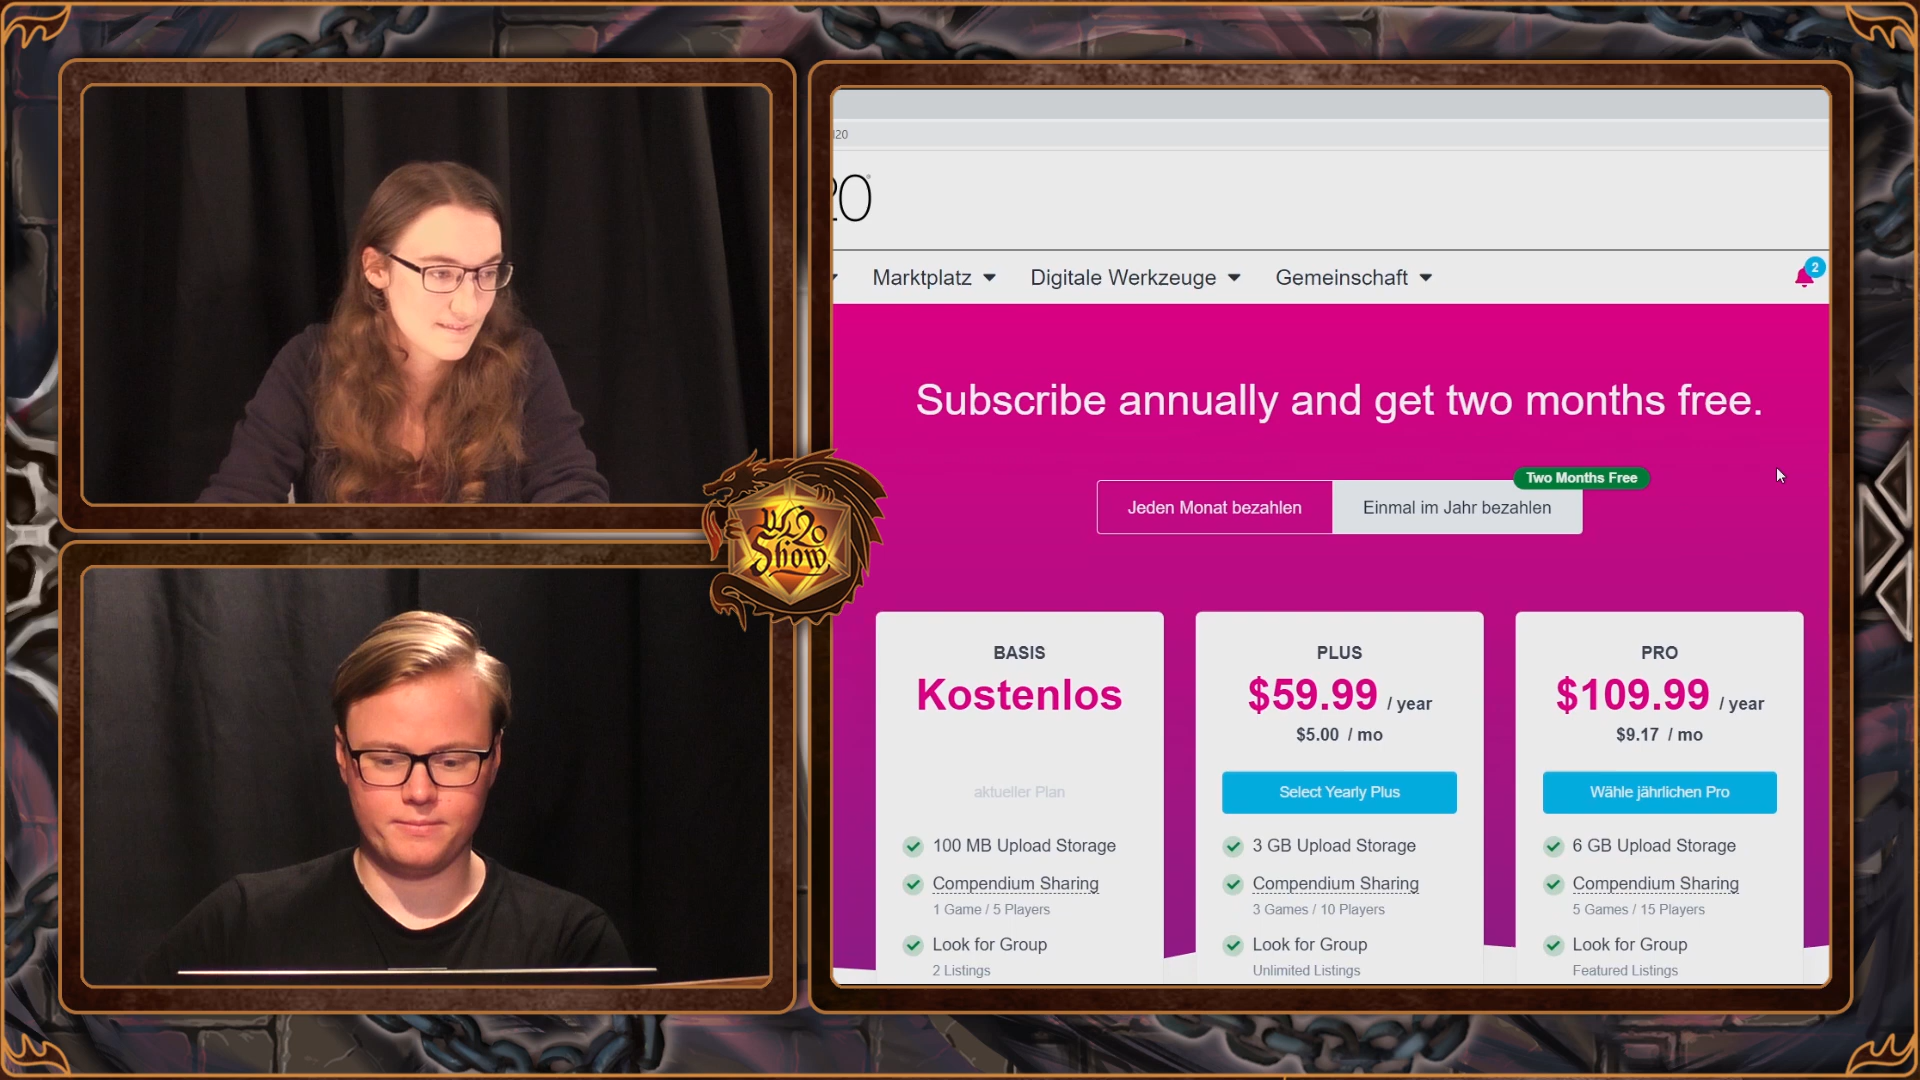 W20
Show
20
Marktplatz
Digitale Werkzeuge
Gemeinschaft
2
Subscribe annually and get two months free.
Two Months Free
Jeden Monat bezahlen
Einmal im Jahr bezahlen
BASIS
Kostenlos
aktueller Plan
100 MB Upload Storage
Compendium Sharing
1 Game / 5 Players
Look for Group
2 Listings
PLUS
$59.99 / year
$5.00 / mo
Select Yearly Plus
3 GB Upload Storage
Compendium Sharing
3 Games / 10 Players
Look for Group
Unlimited Listings
PRO
$109.99 / year
$9.17 / mo
Wähle jährlichen Pro
6 GB Upload Storage
Compendium Sharing
5 Games / 15 Players
Look for Group
Featured Listings